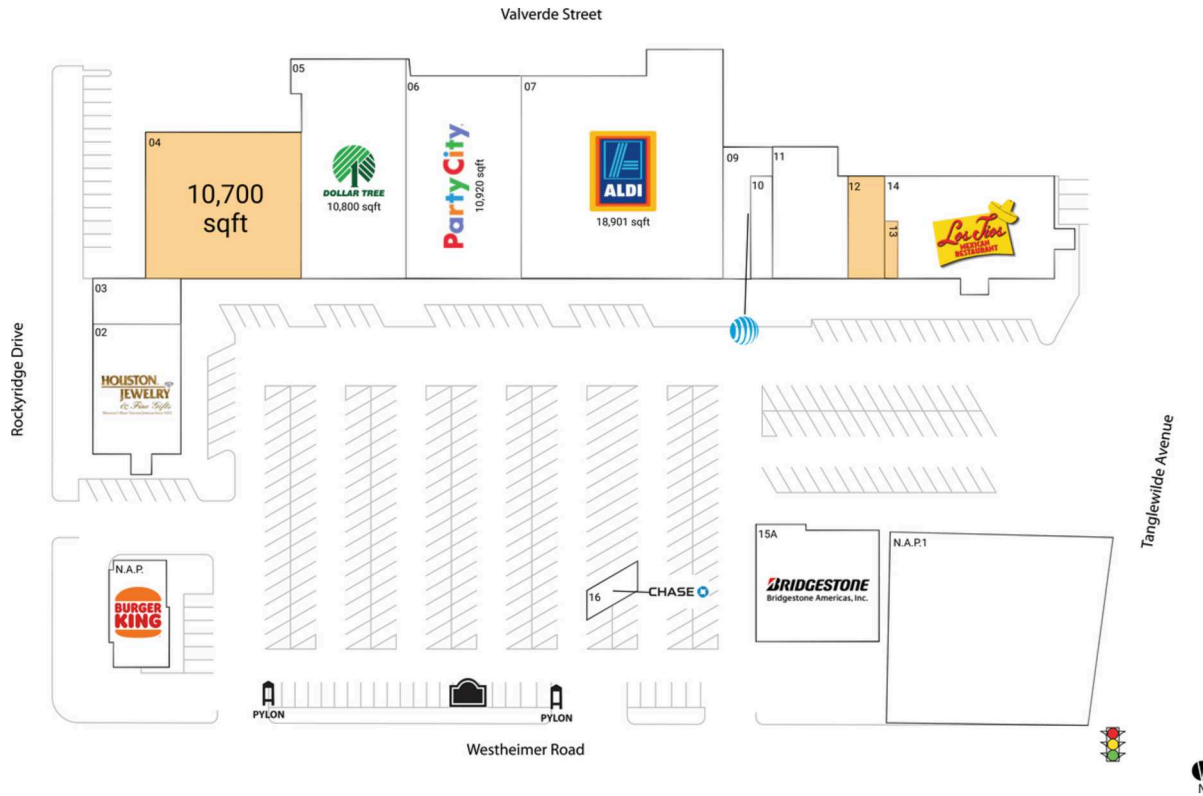 Valverde Street
05
06
07
04
10,700
sqft
DOLLAR TREE
10,800 sqft
Party City
10,920 sqft
ALDI
18,901 sqft
09
10
11
12
13
14
Los Tios
MEXICAN
RESTAURANT
03
02
HOUSTON
JEWELRY
& Fine Gifts
Rockyridge Drive
Tanglewilde Avenue
N.A.P.
BURGER
KING
16
CHASE
15A
BRIDGESTONE
Bridgestone Americas, Inc.
N.A.P.1
PYLON
PYLON
Westheimer Road